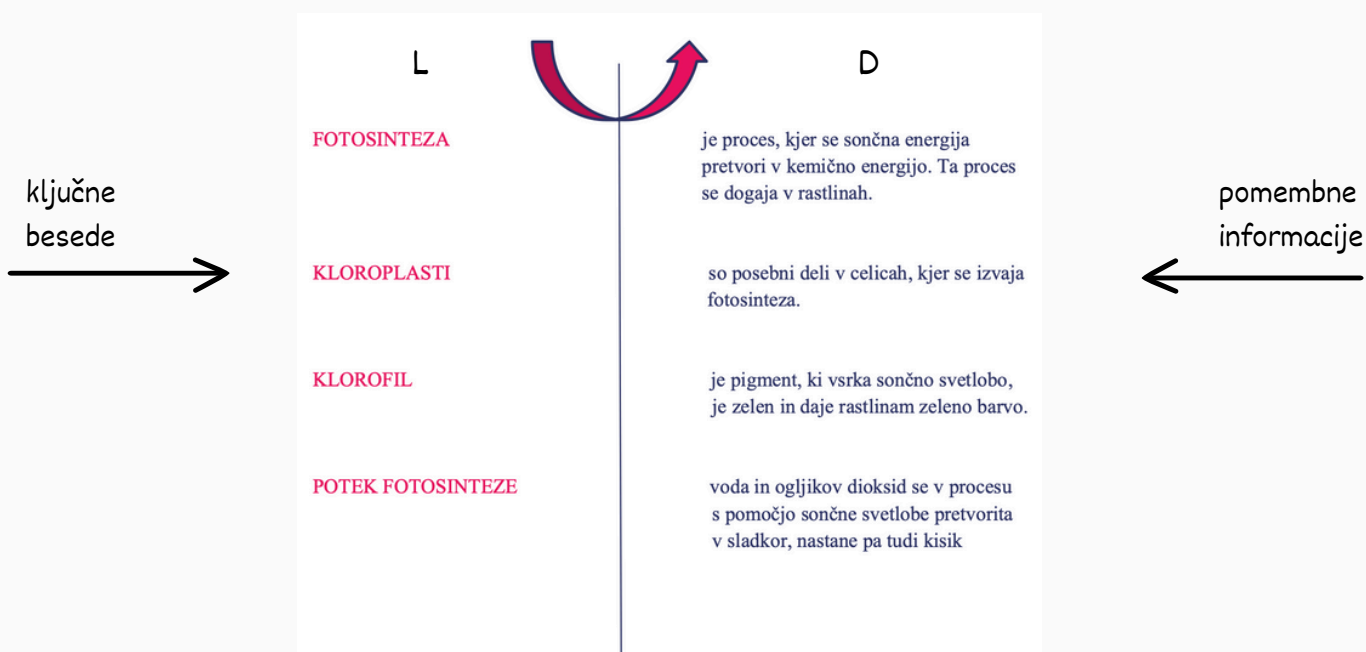 L
D
FOTOSINTEZA
je proces, kjer se sončna energija
pretvori v kemično energijo. Ta proces
se dogaja v rastlinah.
ključne
besede
pomembne
informacije
KLOROPLASTI
so posebni deli v celicah, kjer se izvaja
fotosinteza.
KLOROFIL
je pigment, ki vsrka sončno svetlobo,
je zelen in daje rastlinam zeleno barvo.
POTEK FOTOSINTEZE
voda in ogljikov dioksid se v procesu
s pomočjo sončne svetlobe pretvorita
v sladkor, nastane pa tudi kisik